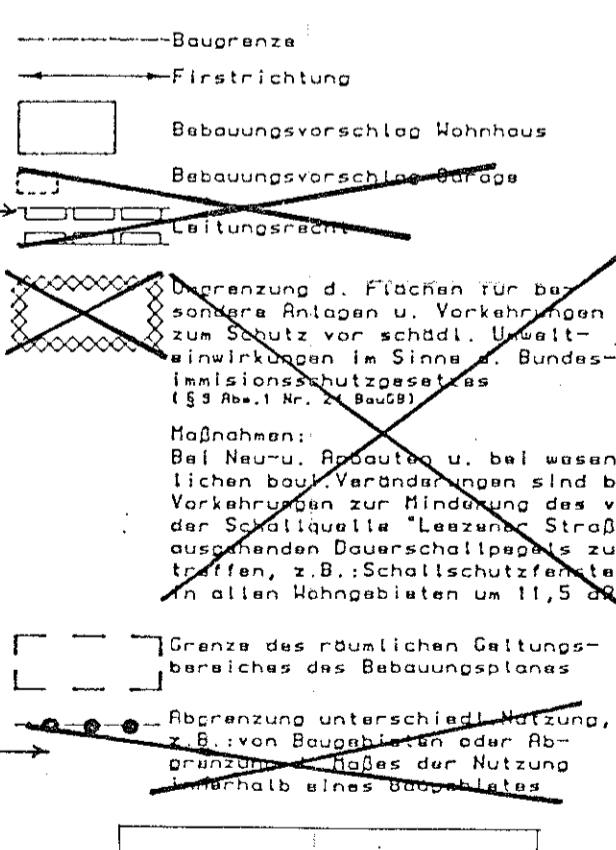 Baugrenze
Firstrichtung
Bebauungsvorschlag Wohnhaus
Bebauungsvorschlag Garage
Leitungsrecht
Umgrenzung d. Flächen für be-
sondere Anlagen u. Vorkehrungen
zum Schutz vor schädl. Umwelt-
einwirkungen im Sinne d. Bundes-
immisionsschutzgesetzes
(§ 9 Abs.1 Nr. 24 BauGB)
Maßnahmen:
Bei Neu-u. Anbauten u. bei wesen
lichen baul.Veränderungen sind b
Vorkehrungen zur Minderung des v
der Schallquelle "Leezener Straß
ausgehenden Dauerschallpegels zu
treffen, z.B.:Schallschutzfenste
in allen Wohngebieten um 11,5 dB
Grenze des räumlichen Geltungs-
bereiches des Bebauungsplanes
Abgrenzung unterschiedl.Nutzung,
z.B.:von Baugebieten oder Ab-
grenzung d. Maßes der Nutzung
innerhalb eines Baugebietes